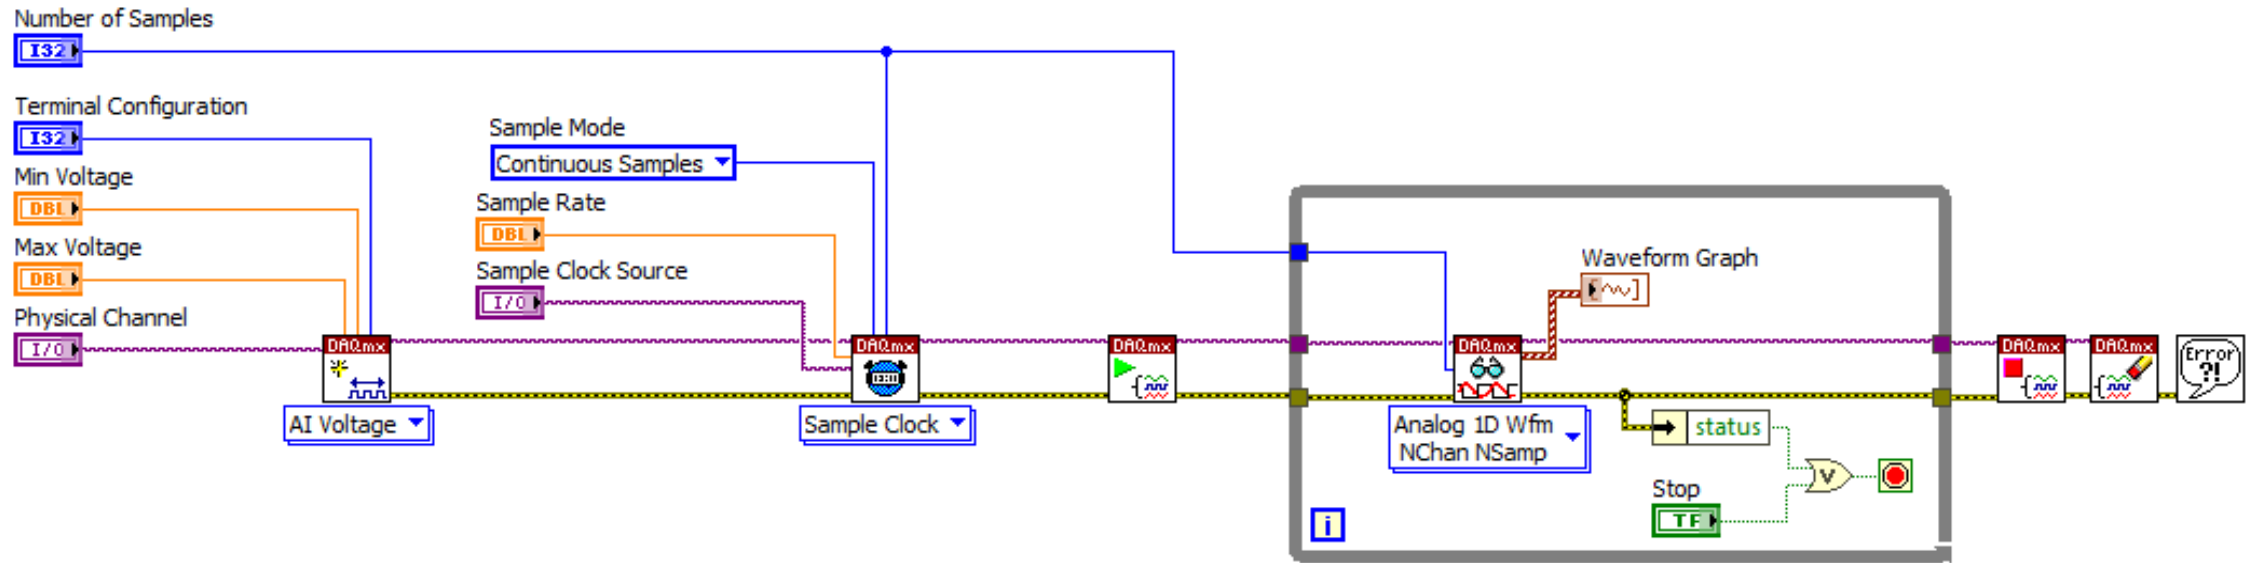 Number of Samples
I32
Terminal Configuration
I32
Min Voltage
DBL
Max Voltage
DBL
Physical Channel
I/O
DAQmx
AI Voltage
Sample Mode
Continuous Samples
Sample Rate
DBL
Sample Clock Source
I/O
DAQmx
Sample Clock
DAQmx
DAQmx
Analog 1D Wfm
NChan NSamp
Waveform Graph
status
V
Stop
TF
i
DAQmx
DAQmx
Error
?!